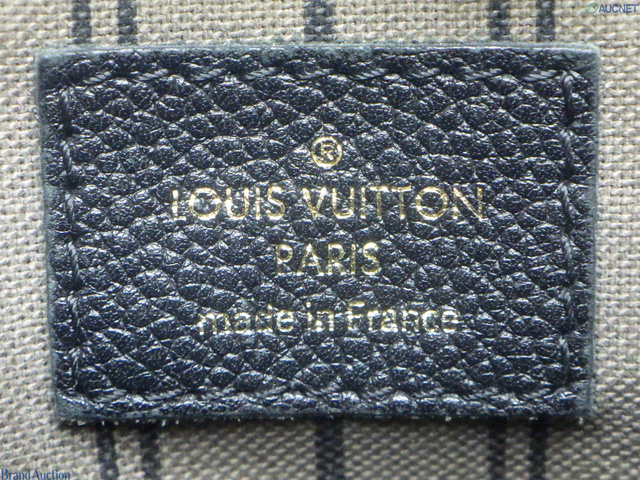 AUCNET
®
LOUIS VUITTON
PARIS
made in France
Brand Auction